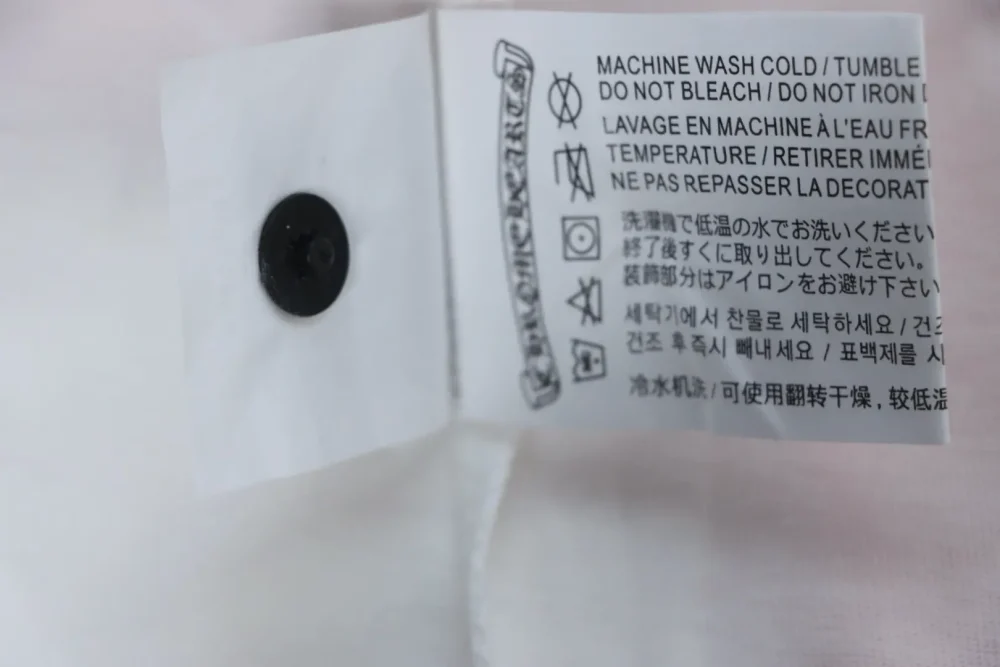 CHROME HEARTS
MACHINE WASH COLD / TUMBLE
DO NOT BLEACH / DO NOT IRON
LAVAGE EN MACHINE À L'EAU FR
TEMPERATURE / RETIRER IMMÉ
NE PAS REPASSER LA DECORAT
洗濯機で低温の水でお洗いください
終了後すぐに取り出してください。
装飾部分はアイロンをお避け下さい
세탁기에서 찬물로 세탁하세요 / 건조
건조 후 즉시 빼내세요 / 표백제를 사
冷水机洗 / 可使用翻转干燥，较低温